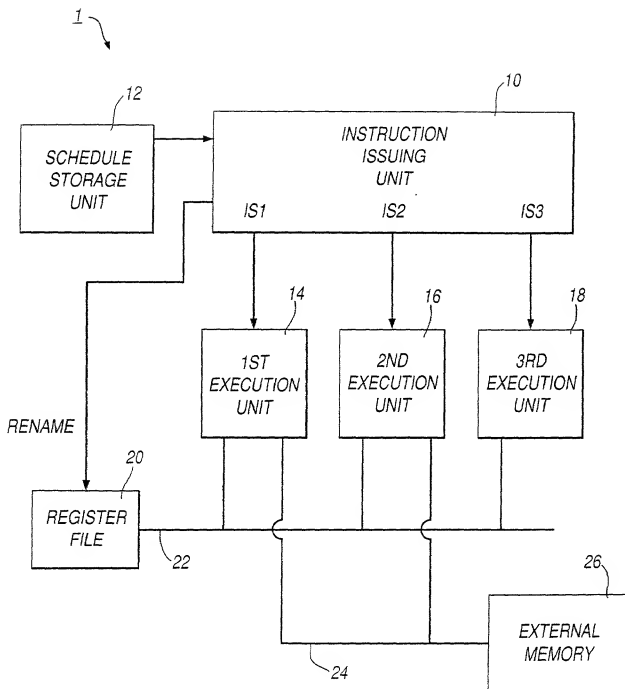 1
12
10
SCHEDULE
STORAGE
UNIT
INSTRUCTION
ISSUING
UNIT
IS1
IS2
IS3
14
16
18
1ST
EXECUTION
UNIT
2ND
EXECUTION
UNIT
3RD
EXECUTION
UNIT
RENAME
20
REGISTER
FILE
22
26
EXTERNAL
MEMORY
24